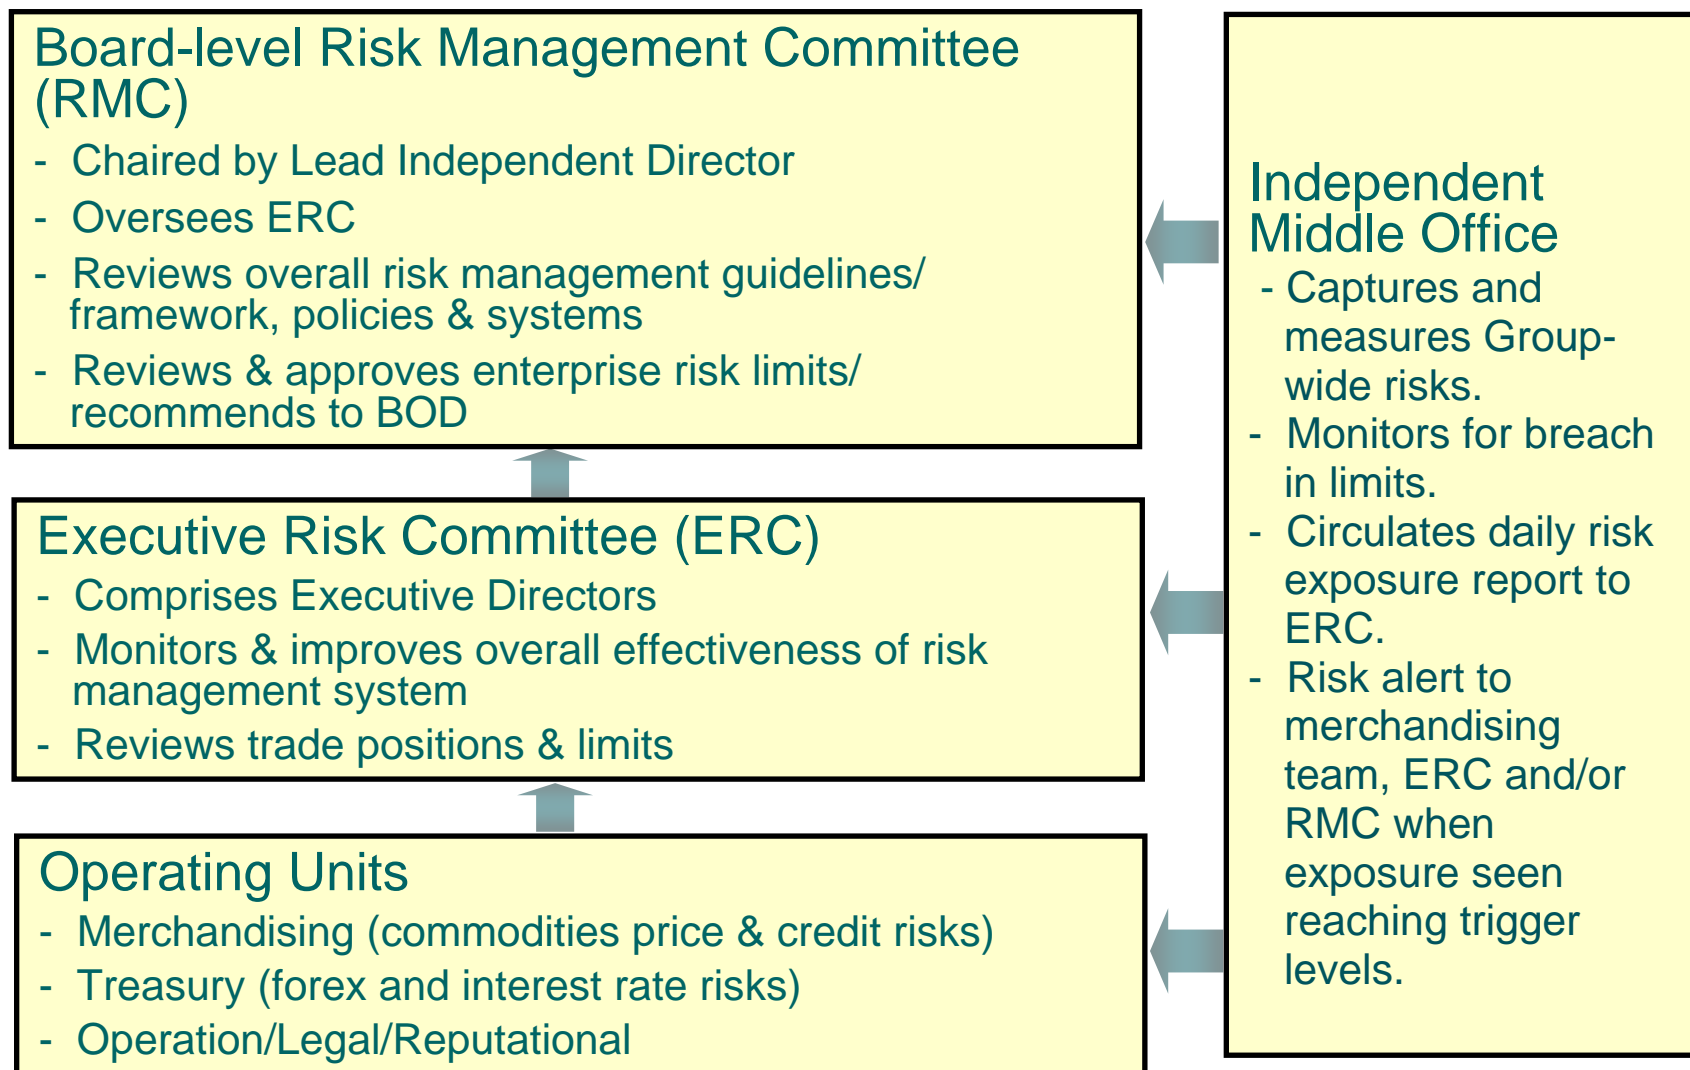 Board-level Risk Management Committee
(RMC)
- Chaired by Lead Independent Director
- Oversees ERC
- Reviews overall risk management guidelines/
framework, policies & systems
- Reviews & approves enterprise risk limits/
recommends to BOD
Executive Risk Committee (ERC)
- Comprises Executive Directors
- Monitors & improves overall effectiveness of risk
management system
- Reviews trade positions & limits
Operating Units
- Merchandising (commodities price & credit risks)
- Treasury (forex and interest rate risks)
- Operation/Legal/Reputational
Independent
Middle Office
- Captures and
measures Group-
wide risks.
- Monitors for breach
in limits.
- Circulates daily risk
exposure report to
ERC.
- Risk alert to
merchandising
team, ERC and/or
RMC when
exposure seen
reaching trigger
levels.